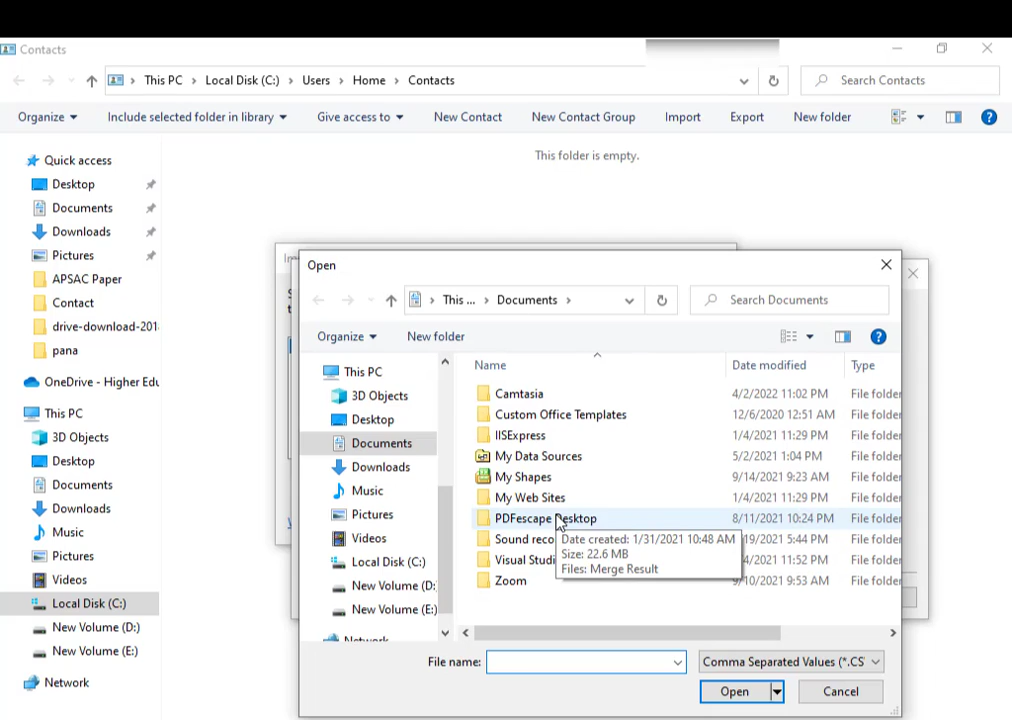 Contacts
This PC > Local Disk (C:) > Users > Home > Contacts
Search Contacts
Organize
Include selected folder in library
Give access to
New Contact
New Contact Group
Import
Export
New folder
This folder is empty.
Quick access
Desktop
Documents
Downloads
Pictures
APSAC Paper
Contact
drive-download-201
pana
OneDrive - Higher Edu
This PC
3D Objects
Desktop
Documents
Downloads
Music
Pictures
Videos
Local Disk (C:)
New Volume (D:)
New Volume (E:)
Network
Open
This ... > Documents >
Search Documents
Organize
New folder
This PC
3D Objects
Desktop
Documents
Downloads
Music
Pictures
Videos
Local Disk (C:)
New Volume (D:
New Volume (E:)
Network
Name Date modified Type
Camtasia 4/2/2022 11:02 PM File folder
Custom Office Templates 12/6/2020 12:51 AM File folder
IISExpress 1/4/2021 11:29 PM File folder
My Data Sources 5/2/2021 1:04 PM File folder
My Shapes 9/14/2021 9:23 AM File folder
My Web Sites 1/4/2021 11:29 PM File folder
PDFescape Desktop 8/11/2021 10:24 PM File folder
Sound reco /19/2021 5:44 PM File folder
Visual Studi /4/2021 11:52 PM File folder
Zoom 9/10/2021 9:53 AM File folder
Date created: 1/31/2021 10:48 AM
Size: 22.6 MB
Files: Merge Result
File name:
Comma Separated Values (*.CS
Open
Cancel